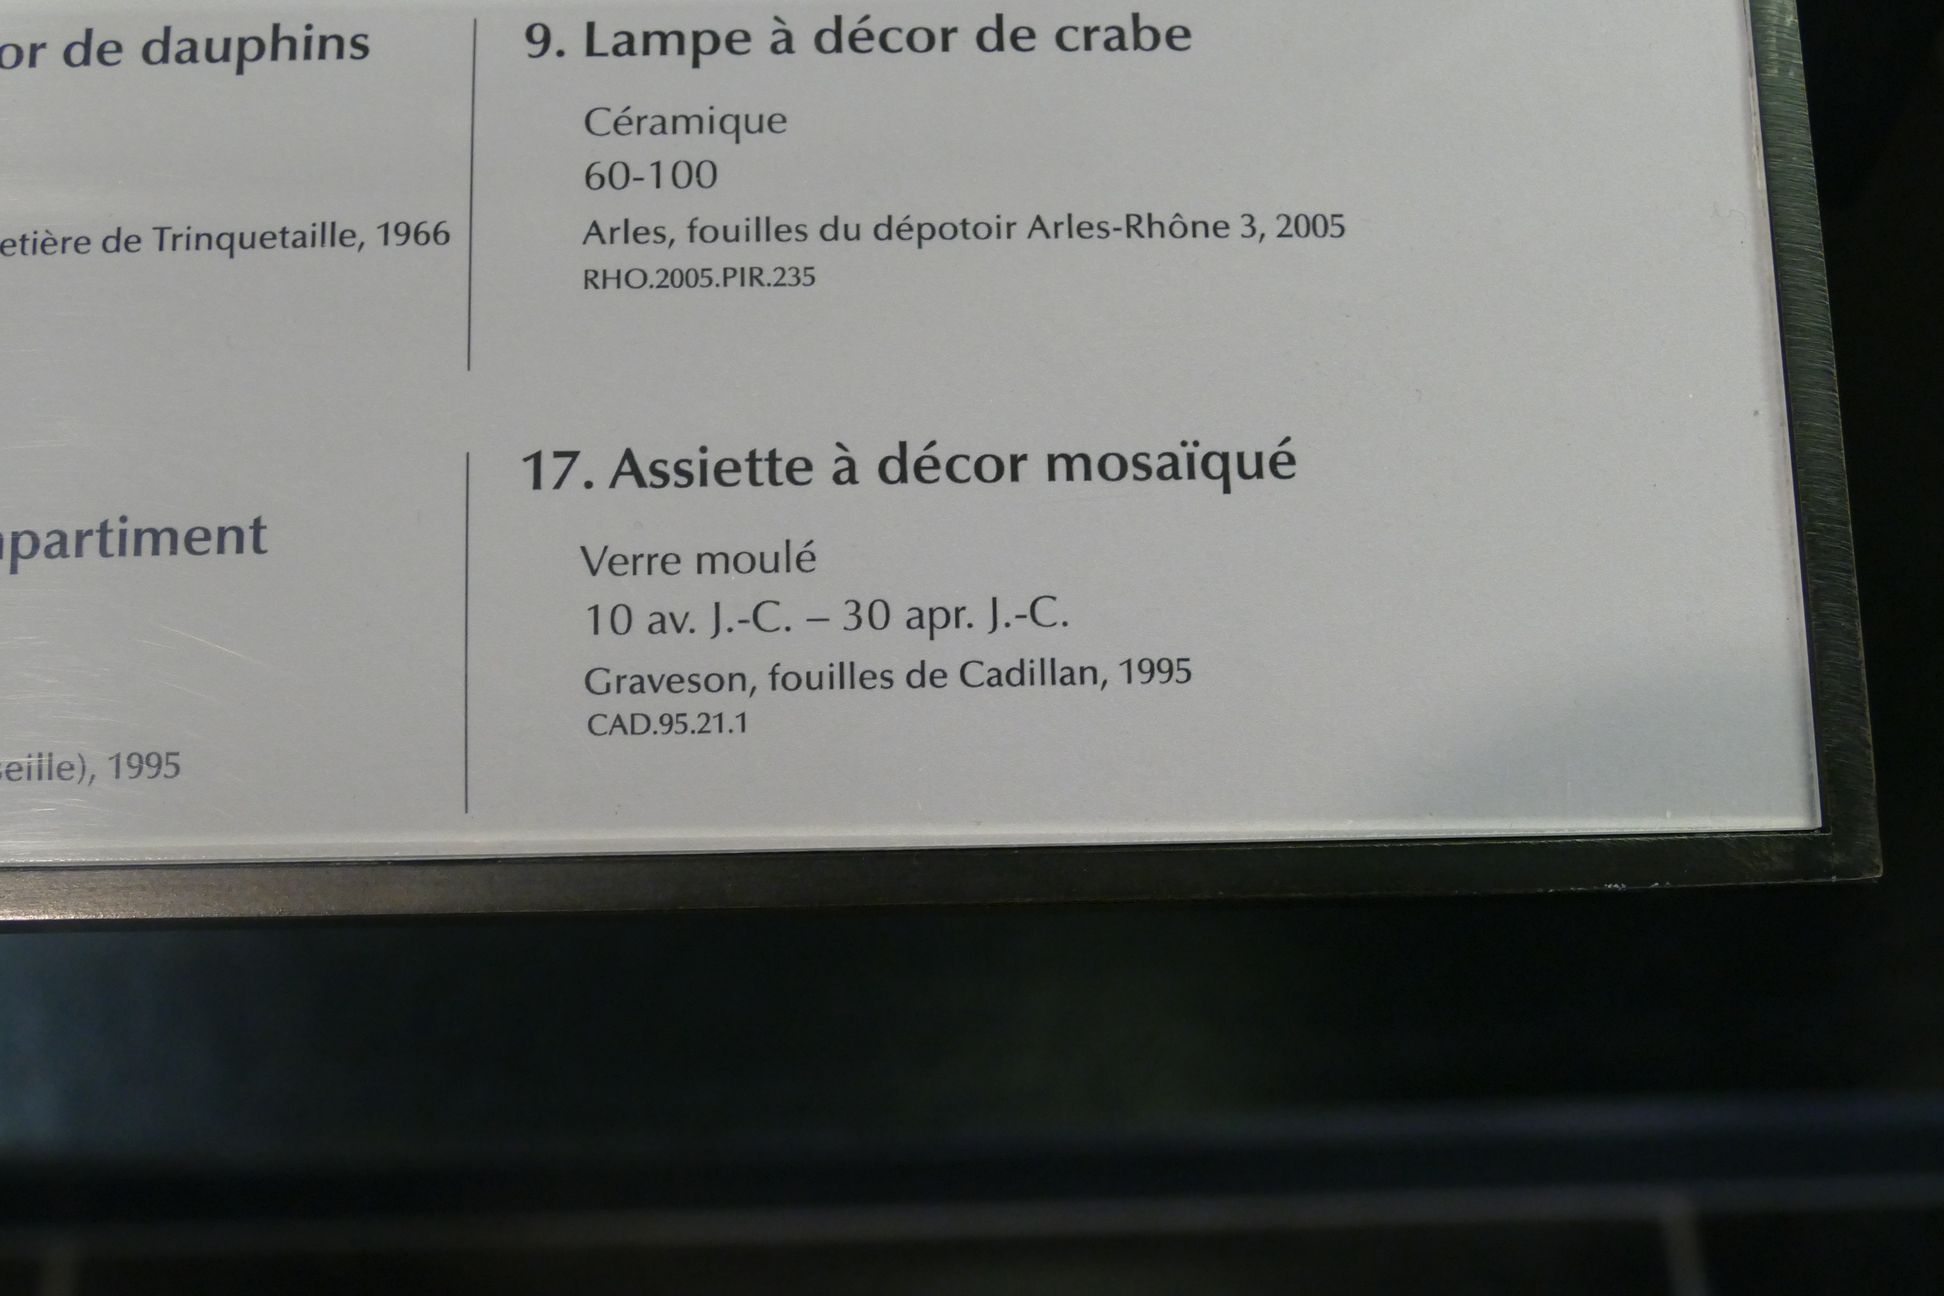 or de dauphins
etière de Trinquetaille, 1966
partiment
eille), 1995
9. Lampe à décor de crabe
Céramique
60-100
Arles, fouilles du dépotoir Arles-Rhône 3, 2005
RHO.2005.PIR.235
17. Assiette à décor mosaïqué
Verre moulé
10 av. J.-C. – 30 apr. J.-C.
Graveson, fouilles de Cadillan, 1995
CAD.95.21.1